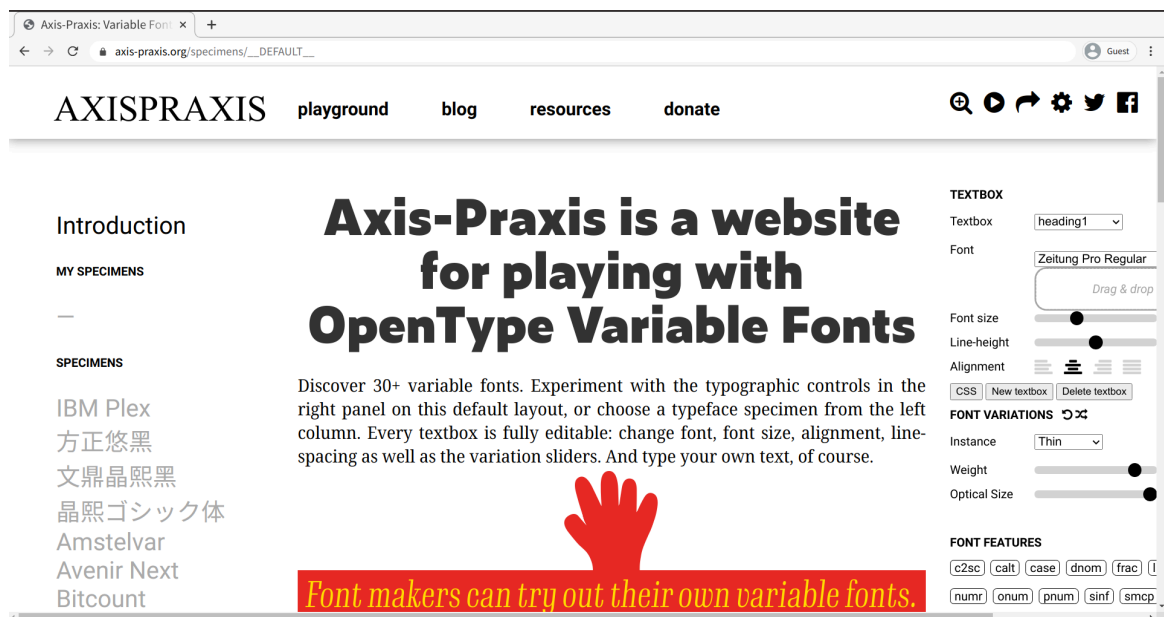 Axis-Praxis: Variable Font
axis-praxis.org/specimens/__DEFAULT__
Guest
AXISPRAXIS
playground
blog
resources
donate
Introduction
MY SPECIMENS
—
SPECIMENS
IBM Plex
方正悠黑
文鼎晶熙黑
晶熙ゴシック体
Amstelvar
Avenir Next
Bitcount
Axis-Praxis is a website
for playing with
OpenType Variable Fonts
Discover 30+ variable fonts. Experiment with the typographic controls in the
right panel on this default layout, or choose a typeface specimen from the left
column. Every textbox is fully editable: change font, font size, alignment, line-
spacing as well as the variation sliders. And type your own text, of course.
Font makers can try out their own variable fonts.
TEXTBOX
Textbox
heading1
Font
Zeitung Pro Regular
Drag & drop
Font size
Line-height
Alignment
CSS New textbox Delete textbox
FONT VARIATIONS
Instance
Thin
Weight
Optical Size
FONT FEATURES
c2sc calt case dnom frac
numr onum pnum sinf smcp